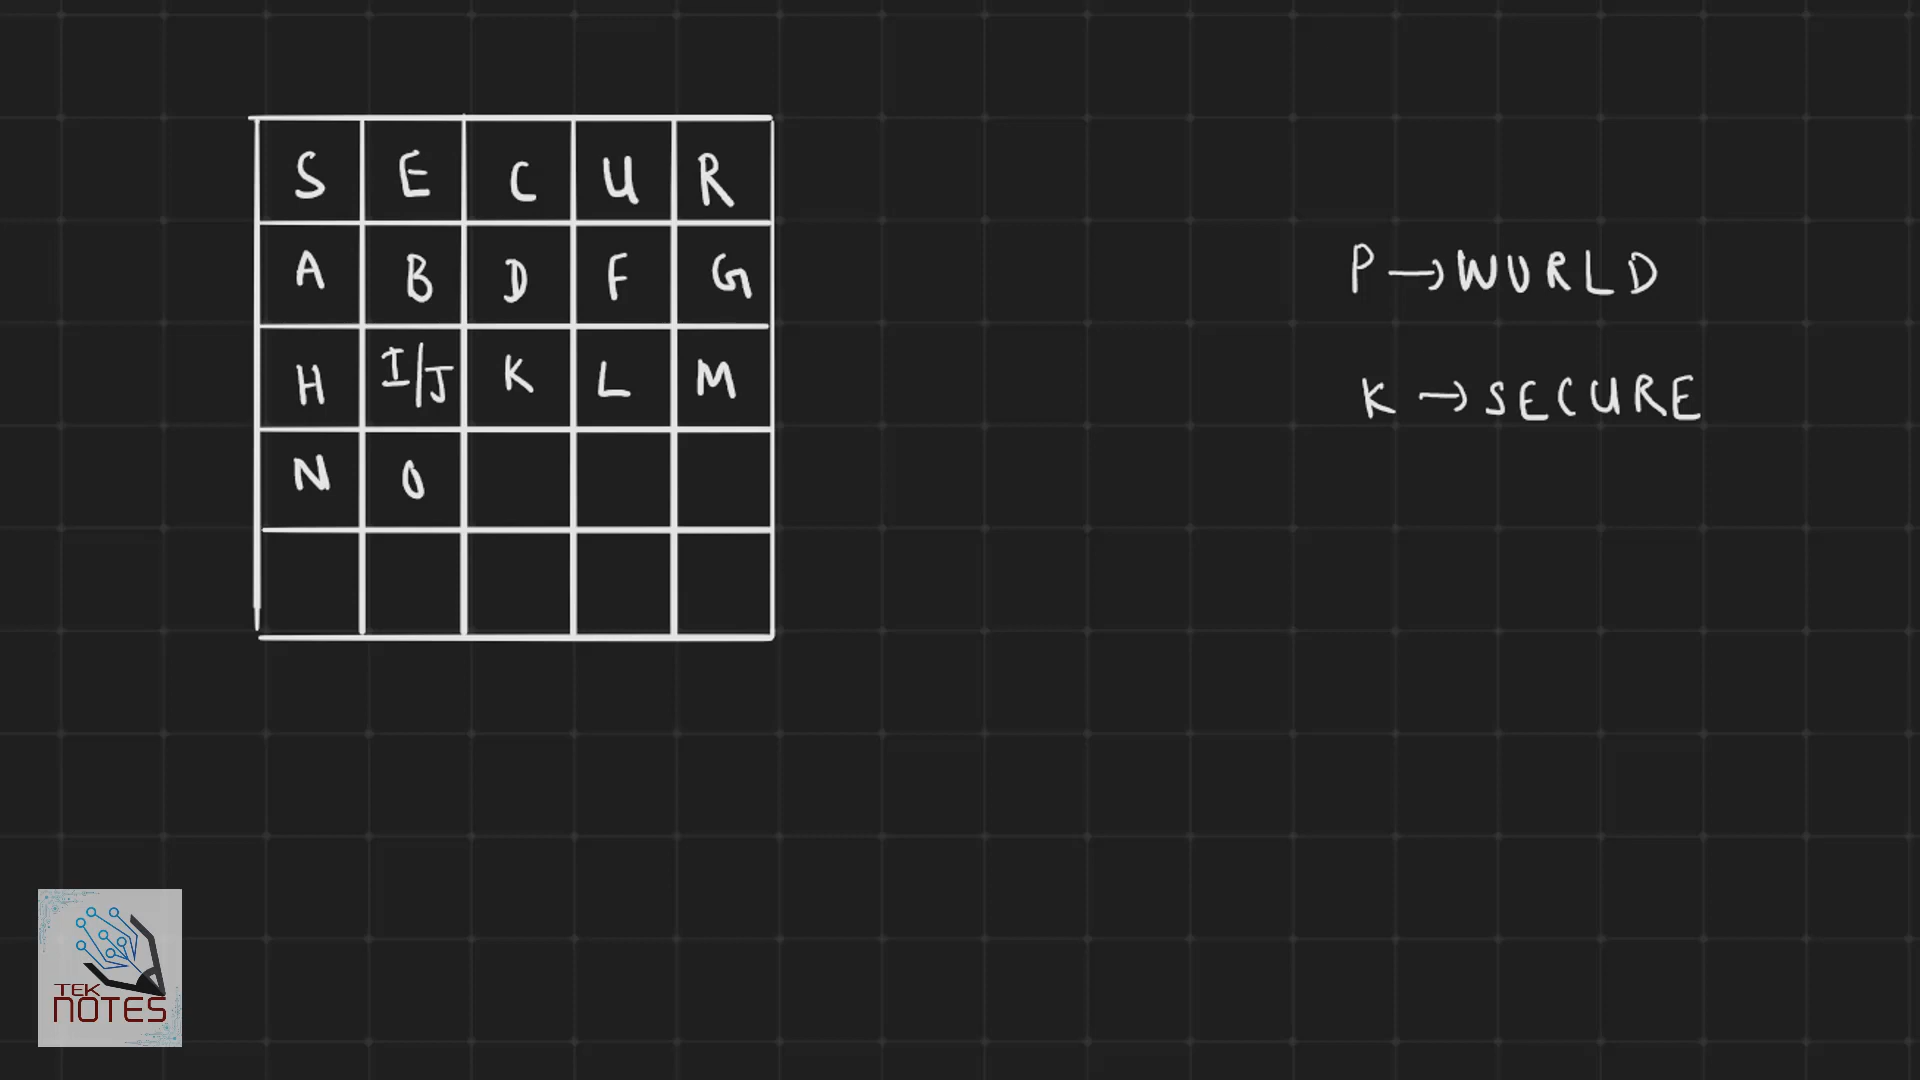 S E C U R
A B D F G
H I/J K L M
N O
P → WURLD
K → SECURE
TEK
NOTES